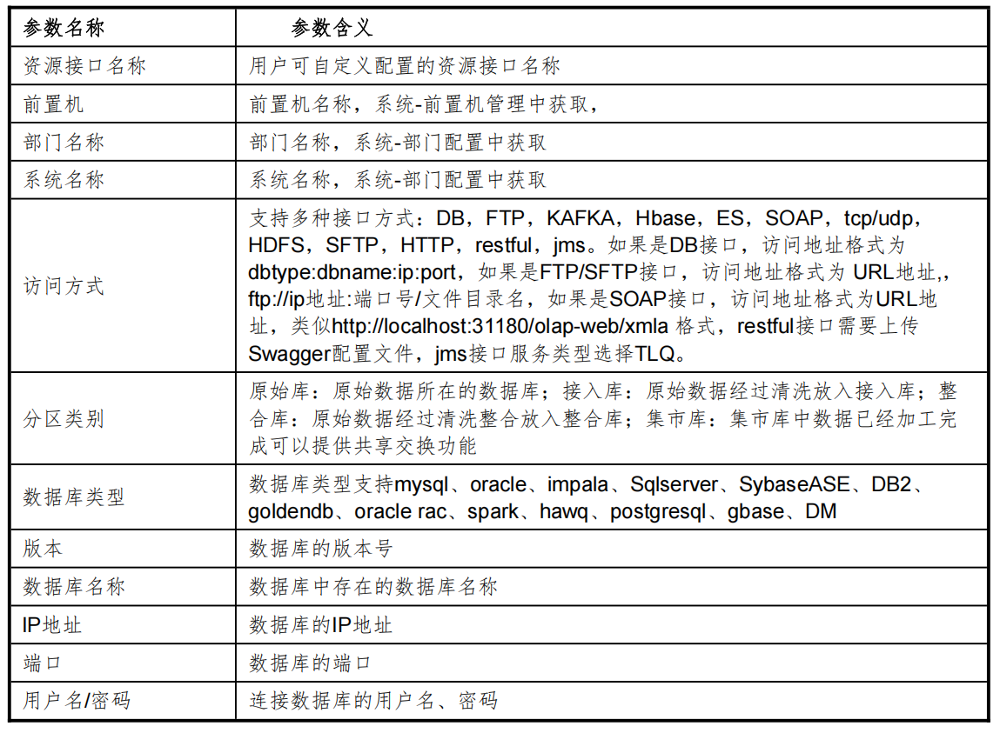 参数名称
参数含义
资源接口名称
用户可自定义配置的资源接口名称
前置机
前置机名称，系统-前置机管理中获取，
部门名称
部门名称，系统-部门配置中获取
系统名称
系统名称，系统-部门配置中获取
访问方式
支持多种接口方式：DB，FTP，KAFKA，Hbase，ES，SOAP，tcp/udp，
HDFS，SFTP，HTTP，restful，jms。如果是DB接口，访问地址格式为
dbtype:dbname:ip:port，如果是FTP/SFTP接口，访问地址格式为 URL地址,，
ftp://ip地址:端口号/文件目录名，如果是SOAP接口，访问地址格式为URL地
址，类似http://localhost:31180/olap-web/xmla 格式，restful接口需要上传
Swagger配置文件，jms接口服务类型选择TLQ。
分区类别
原始库：原始数据所在的数据库；接入库：原始数据经过清洗放入接入库；整
合库：原始数据经过清洗整合放入整合库；集市库：集市库中数据已经加工完
成可以提供共享交换功能
数据库类型
数据库类型支持mysql、oracle、impala、Sqlserver、SybaseASE、DB2、
goldendb、oracle rac、spark、hawq、postgresql、gbase、DM
版本
数据库的版本号
数据库名称
数据库中存在的数据库名称
IP地址
数据库的IP地址
端口
数据库的端口
用户名/密码
连接数据库的用户名、密码